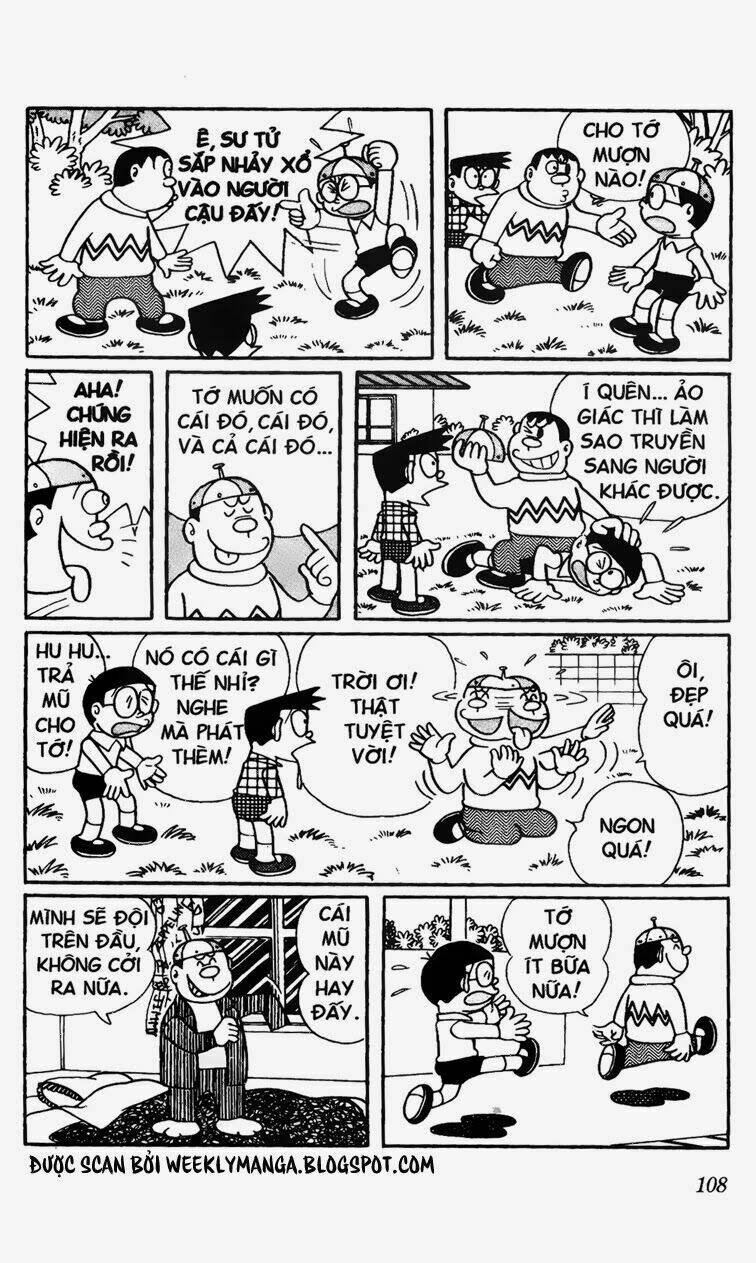 Ê, SƯ TỬ
SẮP NHẢY XỔ
VÀO NGƯỜI
CẬU ĐẤY!
CHO TỚ
MƯỢN
NÀO!
AHA!
CHỨNG
HIỆN RA
RỒI!
TỚ MUỐN CÓ
CÁI ĐÓ, CÁI ĐÓ,
VÀ CẢ CÁI ĐÓ...
Í QUÊN... ẢO
GIÁC THÌ LÀM
SAO TRUYỀN
SANG NGƯỜI
KHÁC ĐƯỢC.
HU HU...
TRẢ
MŨ
CHO
TỚ!
NÓ CÓ CÁI GÌ
THẾ NHỈ?
NGHE
MÀ PHÁT
THÈM!
TRỜI ƠI!
THẬT
TUYỆT
VỜI!
ÔI,
ĐẸP
QUÁ!
NGON
QUÁ!
MÌNH SẼ ĐỘI
TRÊN ĐẦU,
KHÔNG CỞI
RA NỮA.
CÁI
MŨ
NÀY
HAY
ĐẤY.
TỚ
MƯỢN
ÍT BỮA
NỮA!
ĐƯỢC SCAN BỞI WEEKLYMANGA.BLOGSPOT.COM
108